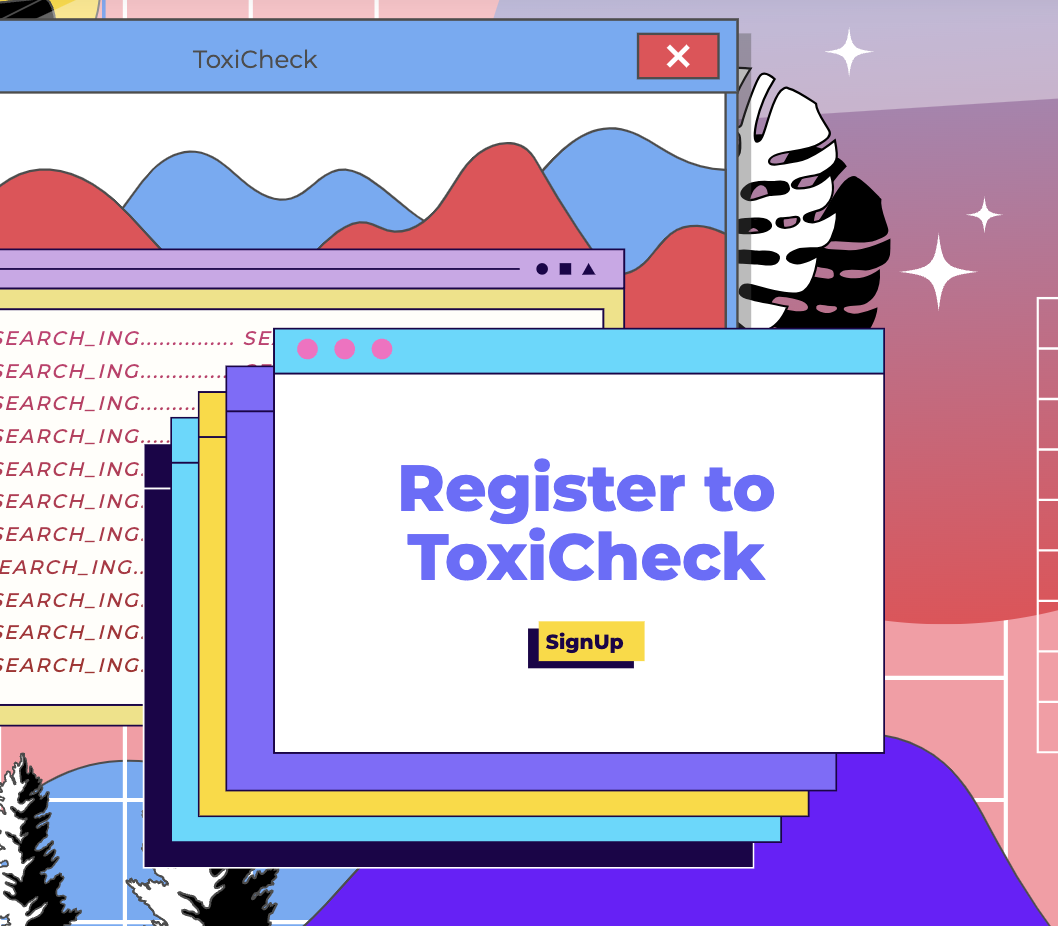 ToxiCheck
SEARCH_ING.............. SE
SEARCH_ING.............
SEARCH_ING.........
SEARCH_ING.....
SEARCH_ING.
SEARCH_ING.
SEARCH_ING.
EARCH_ING..
SEARCH_ING.
SEARCH_ING.
SEARCH_ING.
Register to
ToxiCheck
SignUp